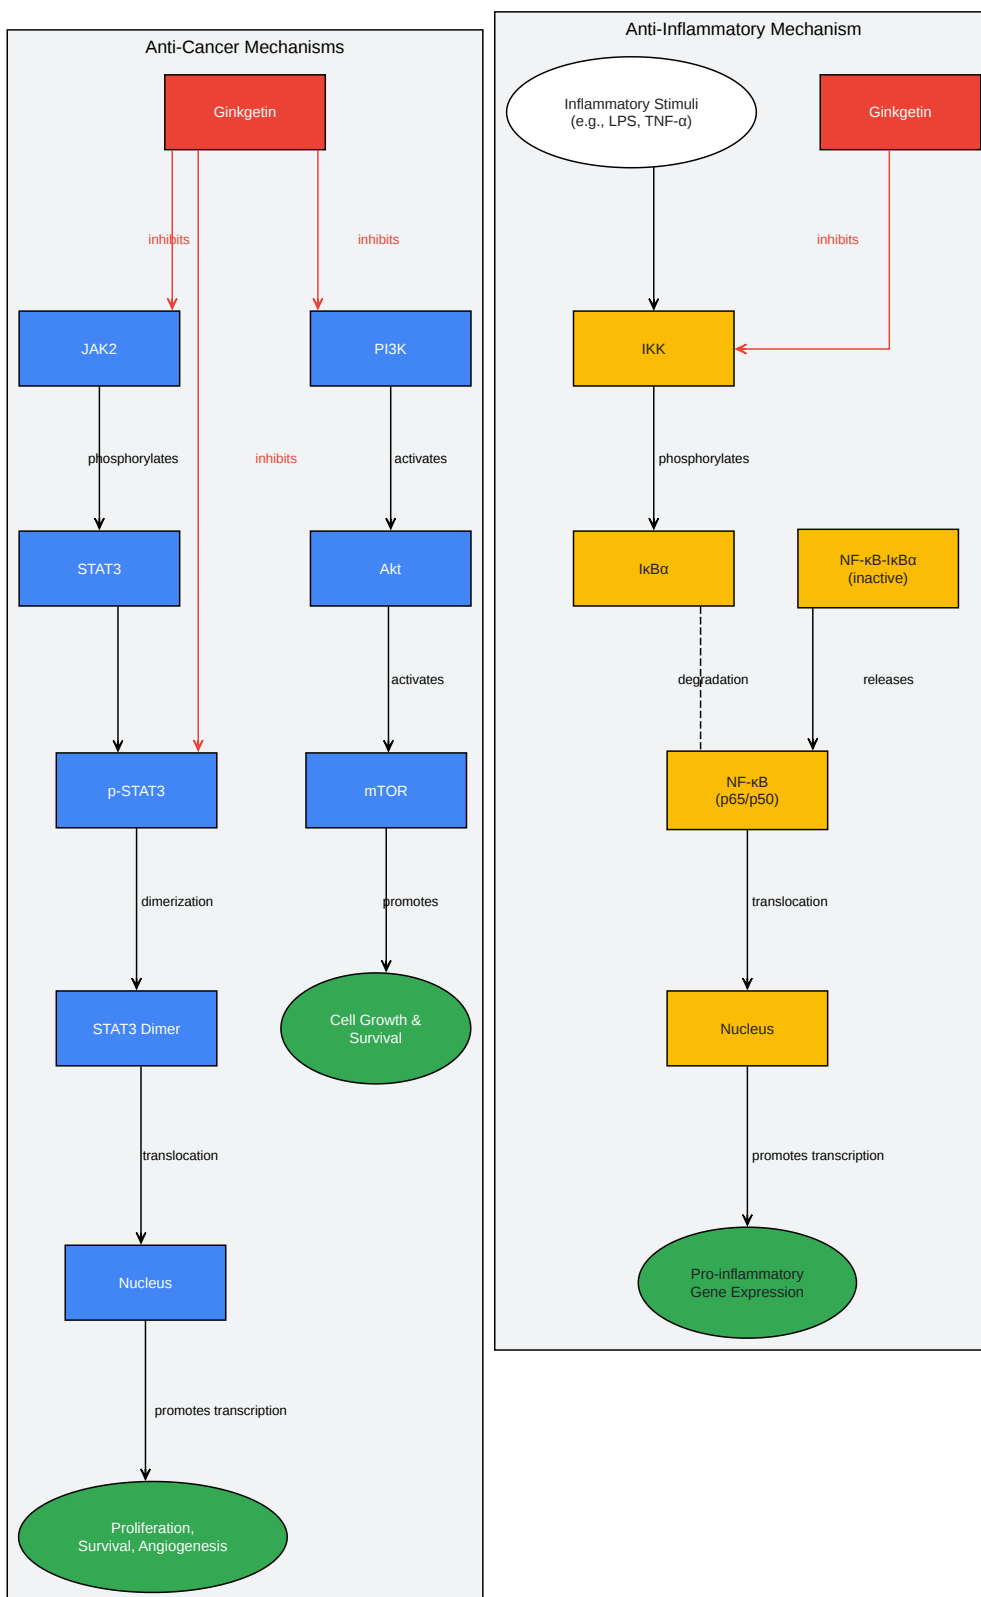 Anti-Cancer Mechanisms
Ginkgetin
inhibits
inhibits
JAK2
PI3K
phosphorylates
inhibits
activates
STAT3
Akt
activates
p-STAT3
mTOR
dimerization
promotes
STAT3 Dimer
Cell Growth &
Survival
translocation
Nucleus
promotes transcription
Proliferation,
Survival, Angiogenesis
Anti-Inflammatory Mechanism
Inflammatory Stimuli
(e.g., LPS, TNF-α)
Ginkgetin
inhibits
IKK
phosphorylates
IκBα
NF-κB-IκBα
(inactive)
degradation
releases
NF-κB
(p65/p50)
translocation
Nucleus
promotes transcription
Pro-inflammatory
Gene Expression